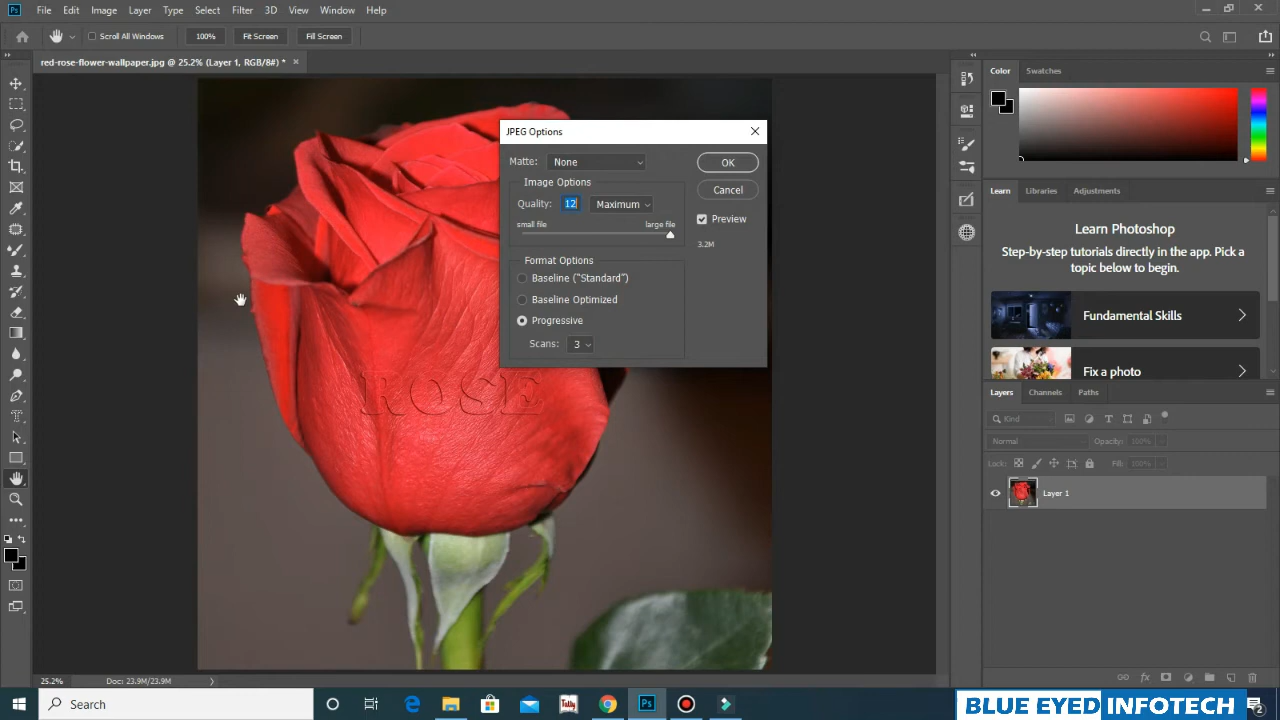 Ps File Edit Image Layer Type Select Filter 3D View Window Help
Scroll All Windows 100% Fit Screen Fill Screen
red-rose-flower-wallpaper.jpg @ 25.2% (Layer 1, RGB/8#) *
Color Swatches
JPEG Options
Matte: None OK
Image Options
Quality: 12 Maximum Cancel
small file large file Preview
3.2M
Format Options
Baseline ("Standard")
Baseline Optimized
Progressive
Scans: 3
ROSE
Learn Libraries Adjustments
Learn Photoshop
Step-by-step tutorials directly in the app. Pick a topic below to begin.
Fundamental Skills
Fix a photo
Layers Channels Paths
Kind
Normal Opacity: 100%
Lock: Fill: 100%
Layer 1
25.2% Doc: 23.9M/23.9M
Search
Tally
Ps
BLUE EYED INFOTECH
2